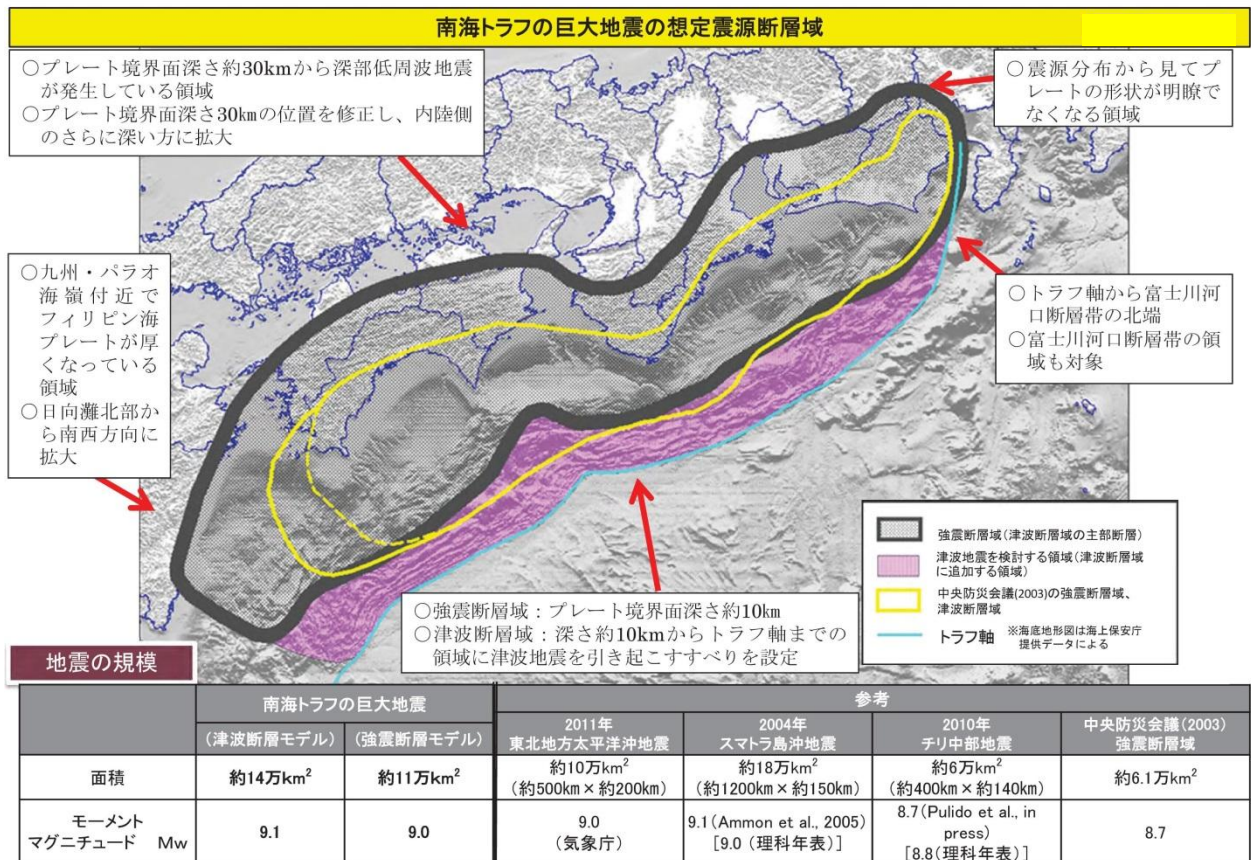 南海トラフの巨大地震の想定震源断層域
○プレート境界面深さ約30kmから深部低周波地震
が発生している領域
○プレート境界面深さ30kmの位置を修正し、内陸側
のさらに深い方に拡大
○震源分布から見てプ
レートの形状が明瞭で
なくなる領域
○九州・パラオ
海嶺付近で
フィリピン海
プレートが厚
くなっている
領域
○日向灘北部か
ら南西方向に
拡大
○トラフ軸から富士川河
口断層帯の北端
○富士川河口断層帯の領
域も対象
○強震断層域：プレート境界面深さ約10km
○津波断層域：深さ約10kmからトラフ軸までの
領域に津波地震を引き起こすすべりを設定
強震断層域(津波断層域の主部断層)
津波地震を検討する領域(津波断層域
に追加する領域)
中央防災会議(2003)の強震断層域、
津波断層域
トラフ軸 ※海底地形図は海上保安庁
提供データによる
地震の規模
南海トラフの巨大地震 参考
(津波断層モデル) (強震断層モデル) 2011年 2004年 2010年 中央防災会議(2003)
東北地方太平洋沖地震 スマトラ島沖地震 チリ中部地震 強震断層域
面積 約14万km² 約11万km² 約10万km² 約18万km² 約6万km² 約6.1万km²
(約500km×約200km) (約1200km×約150km) (約400km×約140km)
モーメント
マグニチュード Mw 9.1 9.0 9.0 9.1(Ammon et al., 2005) 8.7(Pulido et al., in 8.7
(気象庁) [9.0 (理科年表)] press)
[8.8(理科年表)]